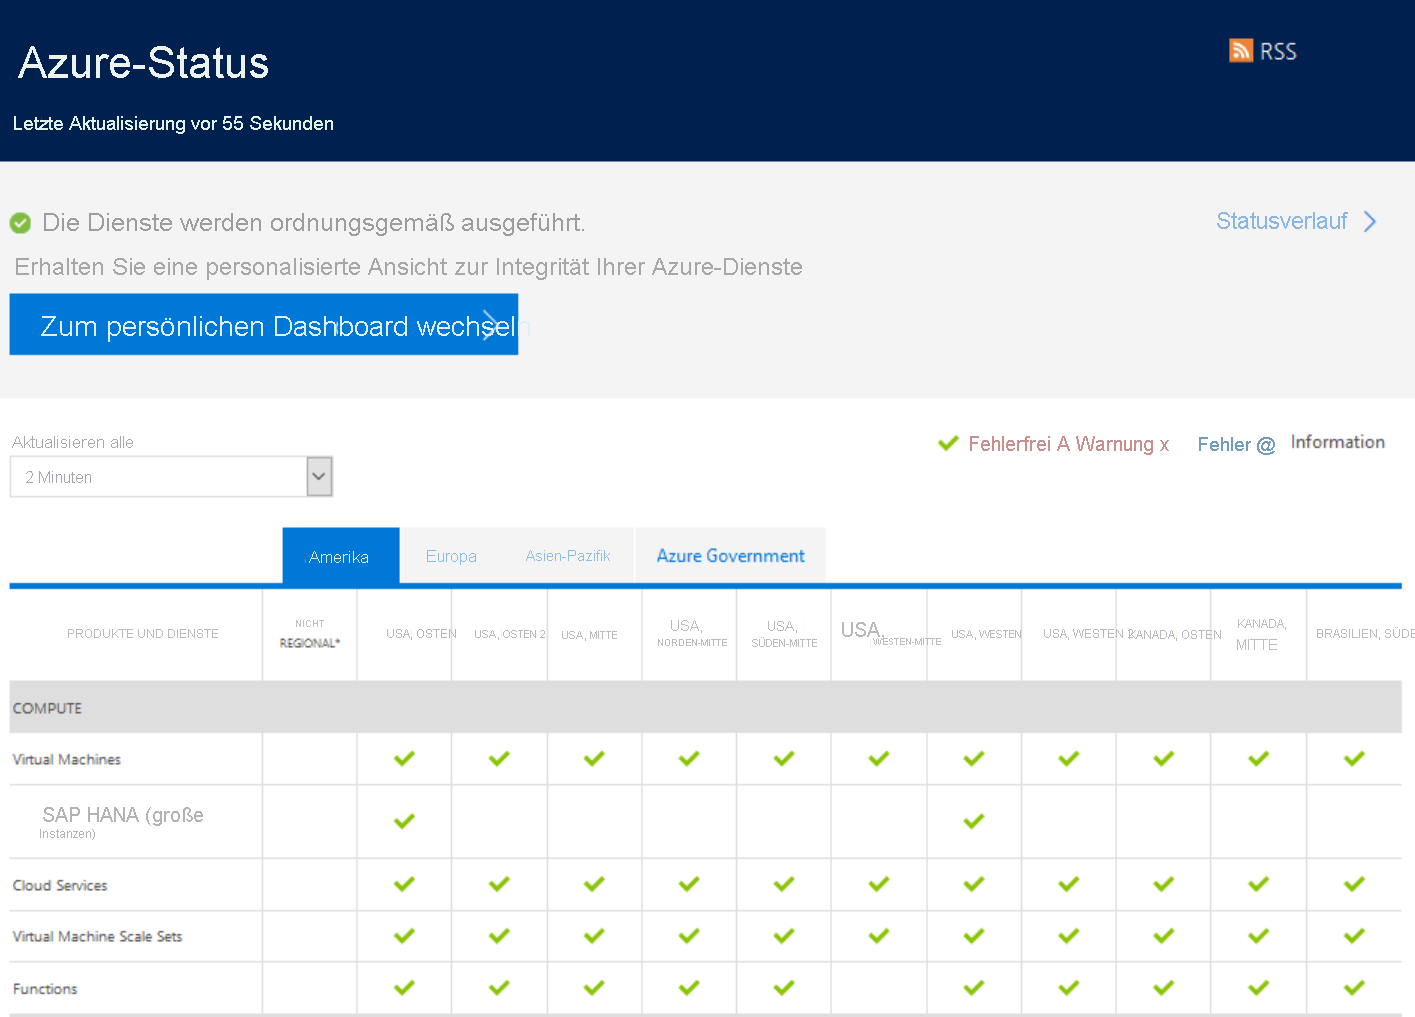 Azure-Status
RSS
Letzte Aktualisierung vor 55 Sekunden
Die Dienste werden ordnungsgemäß ausgeführt.
Statusverlauf
Erhalten Sie eine personalisierte Ansicht zur Integrität Ihrer Azure-Dienste
Zum persönlichen Dashboard wechseln
Aktualisieren alle
Fehlerfrei A Warnung x Fehler @ Information
2 Minuten
Amerika Europa Asien-Pazifik Azure Government
PRODUKTE UND DIENSTE
NICHT
REGIONAL*
USA, OSTEN
USA, OSTEN 2
USA, MITTE
USA,
NORDEN-MITTE
USA,
SÜDEN-MITTE
USA,
WESTEN-MITTE
USA, WESTEN
USA, WESTEN 2
KANADA, OSTEN
KANADA,
MITTE
BRASILIEN, SÜDE
COMPUTE
Virtual Machines
SAP HANA (große
Instanzen)
Cloud Services
Virtual Machine Scale Sets
Functions